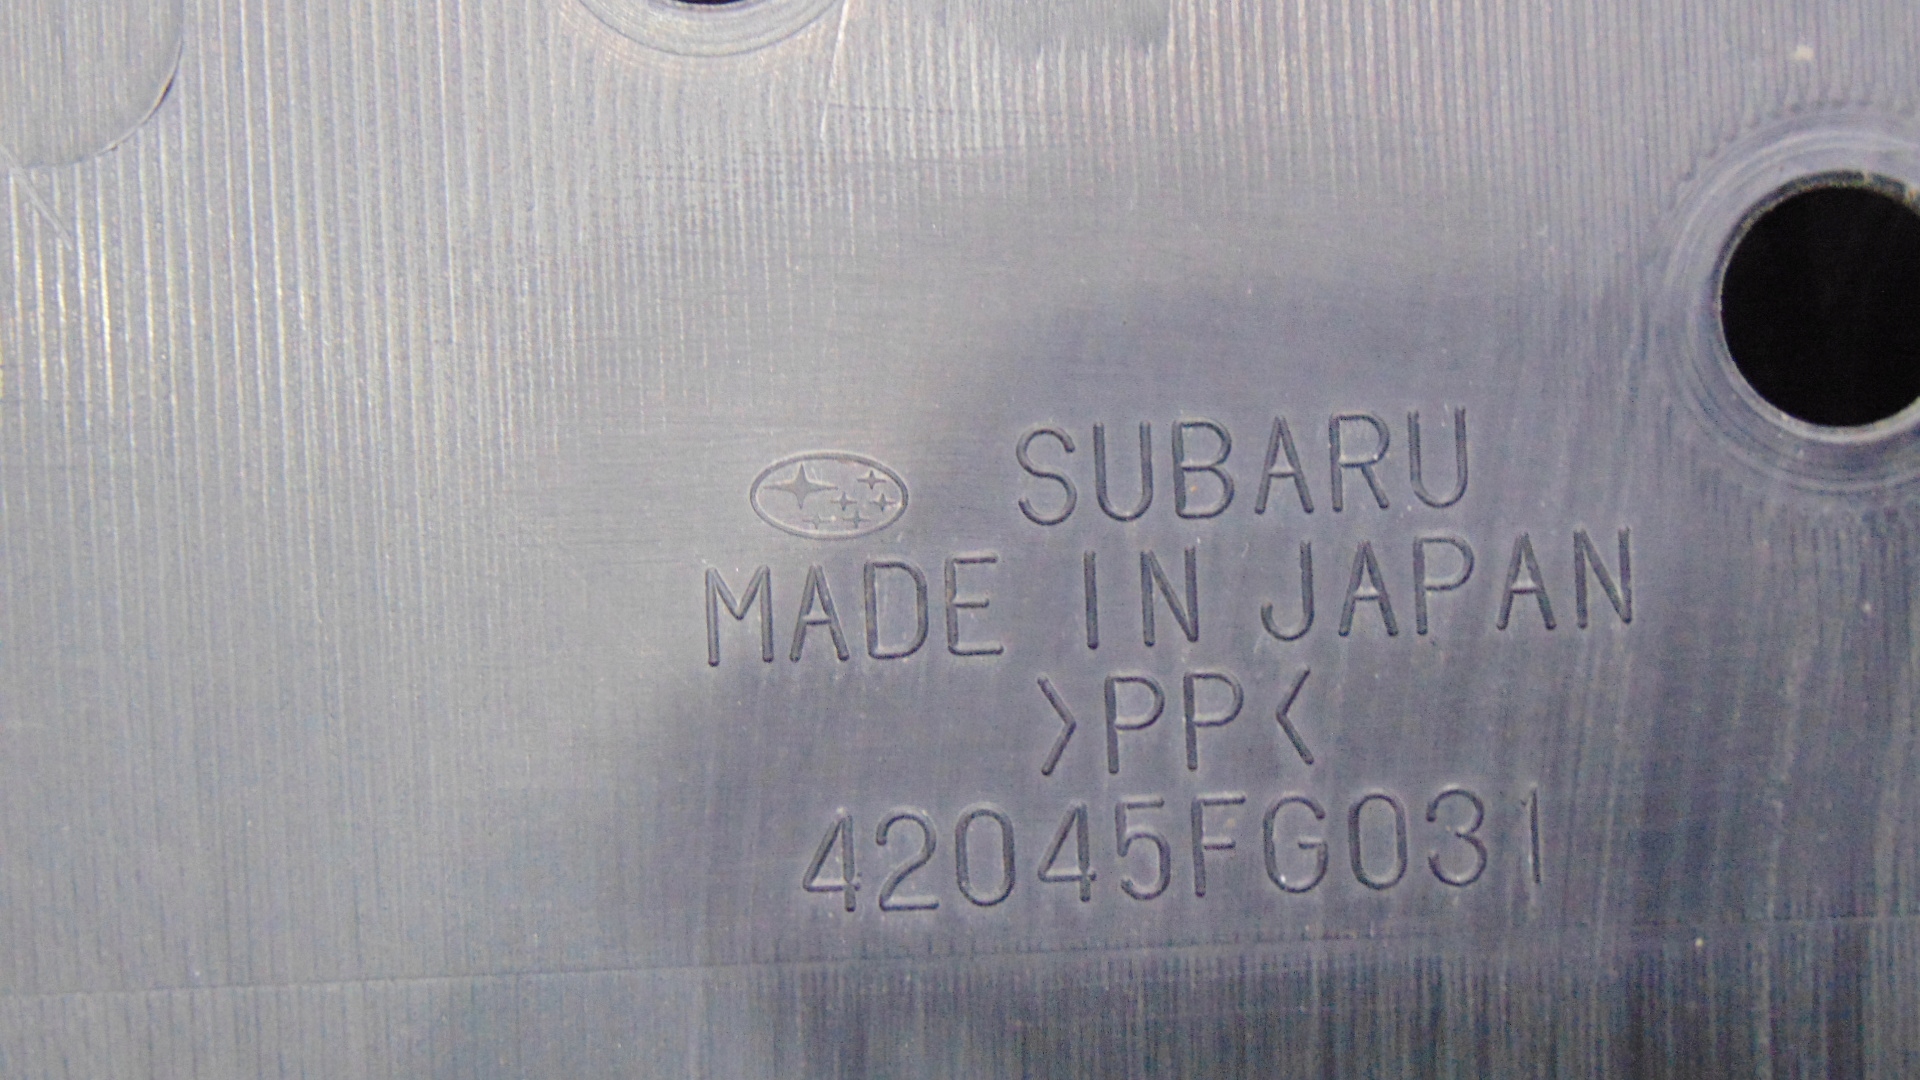 SUBARU
MADE IN JAPAN
>PP<
42045FG031